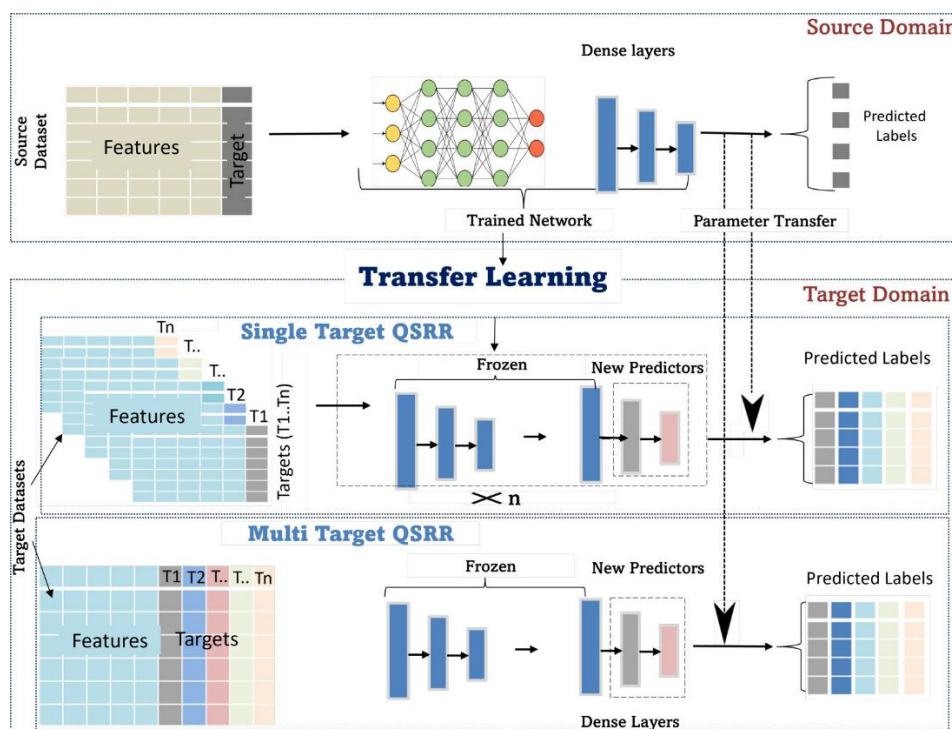 Source Domain
Dense layers
Source
Dataset
Features
Target
Predicted
Labels
Trained Network
Parameter Transfer
Transfer Learning
Target Domain
Single Target QSRR
Tn
T..
T..
T2
T1
Features
Targets (T1..Tn)
Frozen
New Predictors
Predicted Labels
n
Target Datasets
Multi Target QSRR
T1 T2 T.. T.. Tn
Features Targets
Frozen
New Predictors
Predicted Labels
Dense Layers